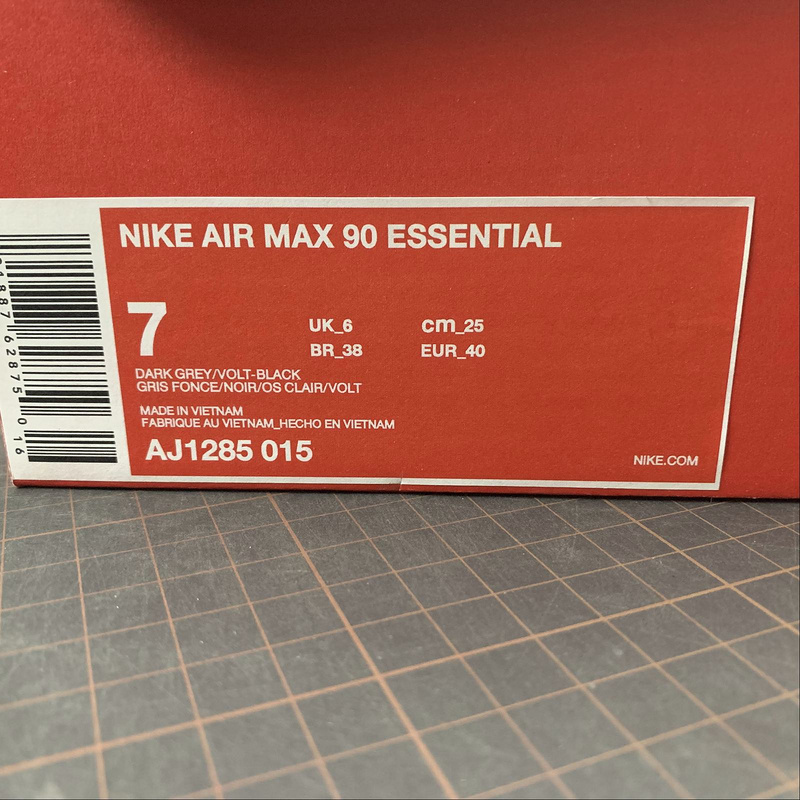 NIKE AIR MAX 90 ESSENTIAL
7
UK_6 cm_25
BR_38 EUR_40
DARK GREY/VOLT-BLACK
GRIS FONCE/NOIR/OS CLAIR/VOLT
MADE IN VIETNAM
FABRIQUE AU VIETNAM_HECHO EN VIETNAM
AJ1285 015
NIKE.COM